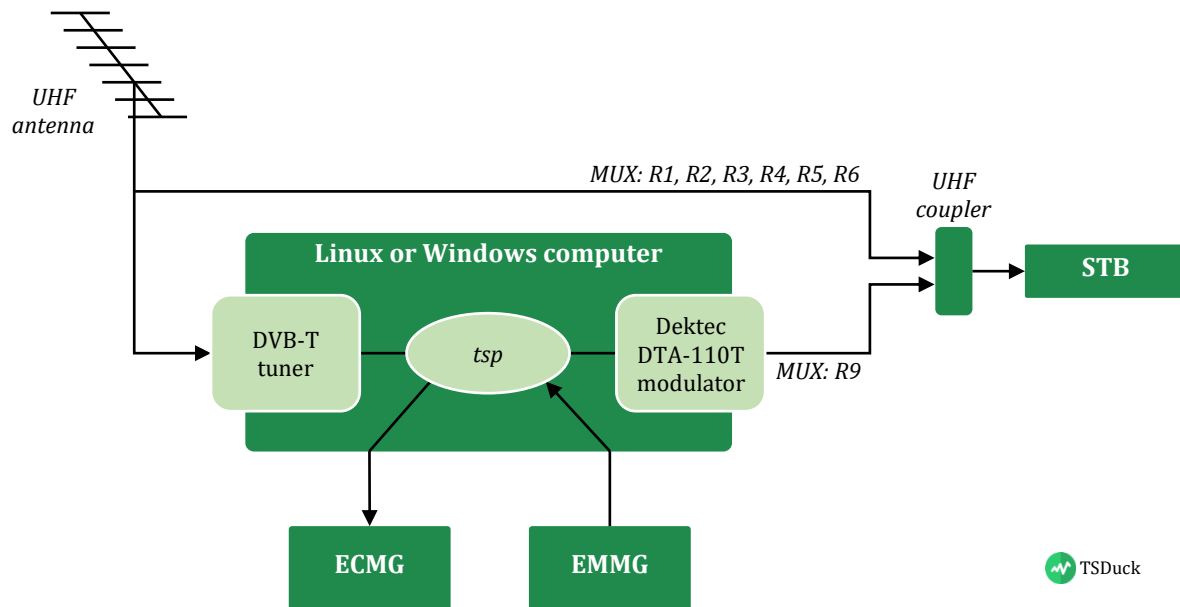 UHF
antenna
MUX: R1, R2, R3, R4, R5, R6
UHF
coupler
Linux or Windows computer
STB
DVB-T
tuner
tsp
Dektec
DTA-110T
modulator
MUX: R9
ECMG
EMMG
TSDuck